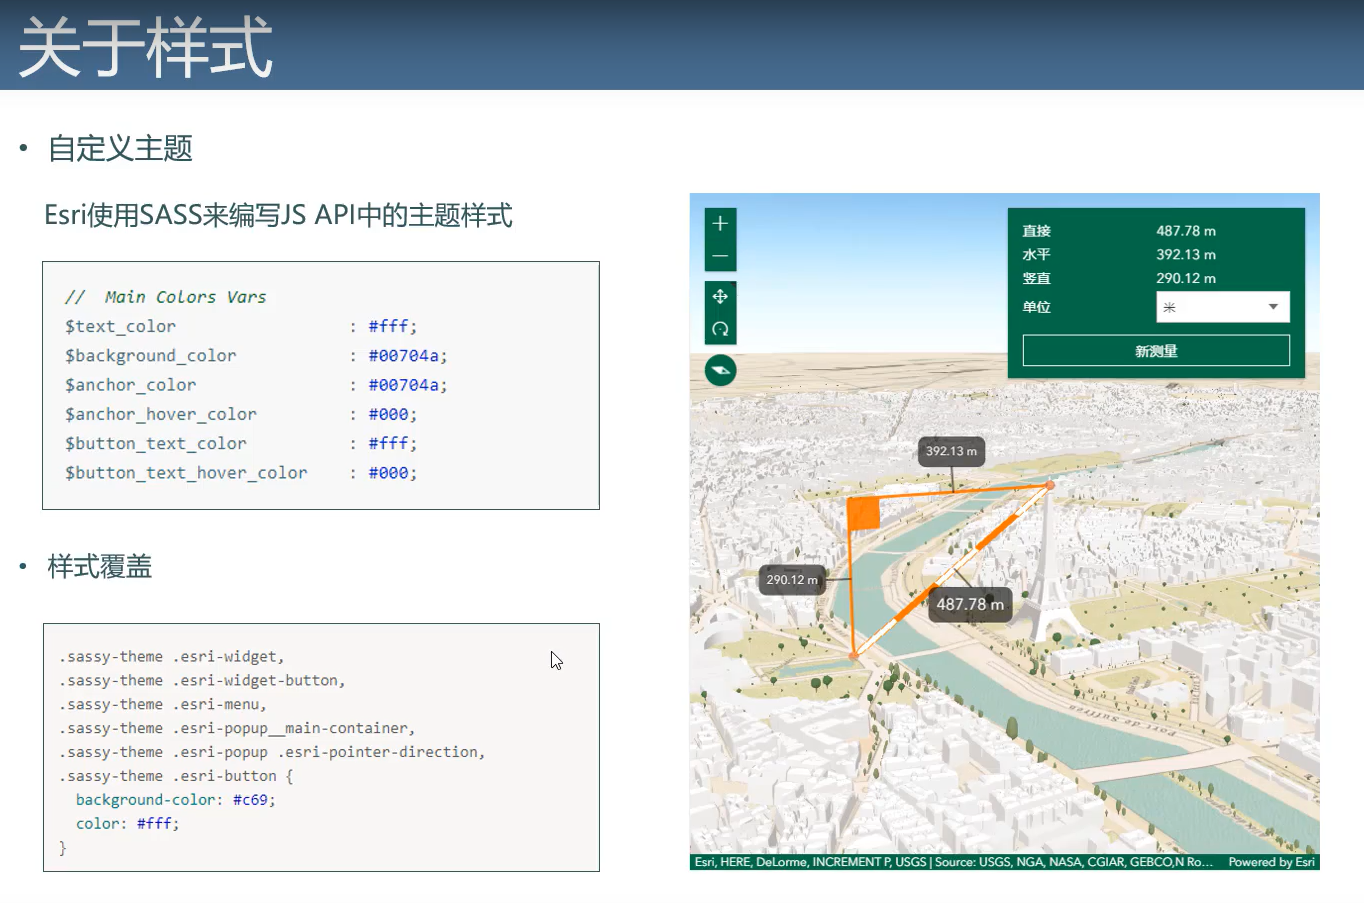 关于样式
• 自定义主题
Esri使用SASS来编写JS API中的主题样式
// Main Colors Vars
$text_color : #fff;
$background_color : #00704a;
$anchor_color : #00704a;
$anchor_hover_color : #000;
$button_text_color : #fff;
$button_text_hover_color : #000;
• 样式覆盖
.sassy-theme .esri-widget,
.sassy-theme .esri-widget-button,
.sassy-theme .esri-menu,
.sassy-theme .esri-popup__main-container,
.sassy-theme .esri-popup .esri-pointer-direction,
.sassy-theme .esri-button {
background-color: #c69;
color: #fff;
}
直接 487.78 m
水平 392.13 m
竖直 290.12 m
单位 米
新测量
392.13 m
290.12 m
487.78 m
Esri, HERE, DeLorme, INCREMENT P, USGS | Source: USGS, NGA, NASA, CGIAR, GEBCO,N Ro... Powered by Esri